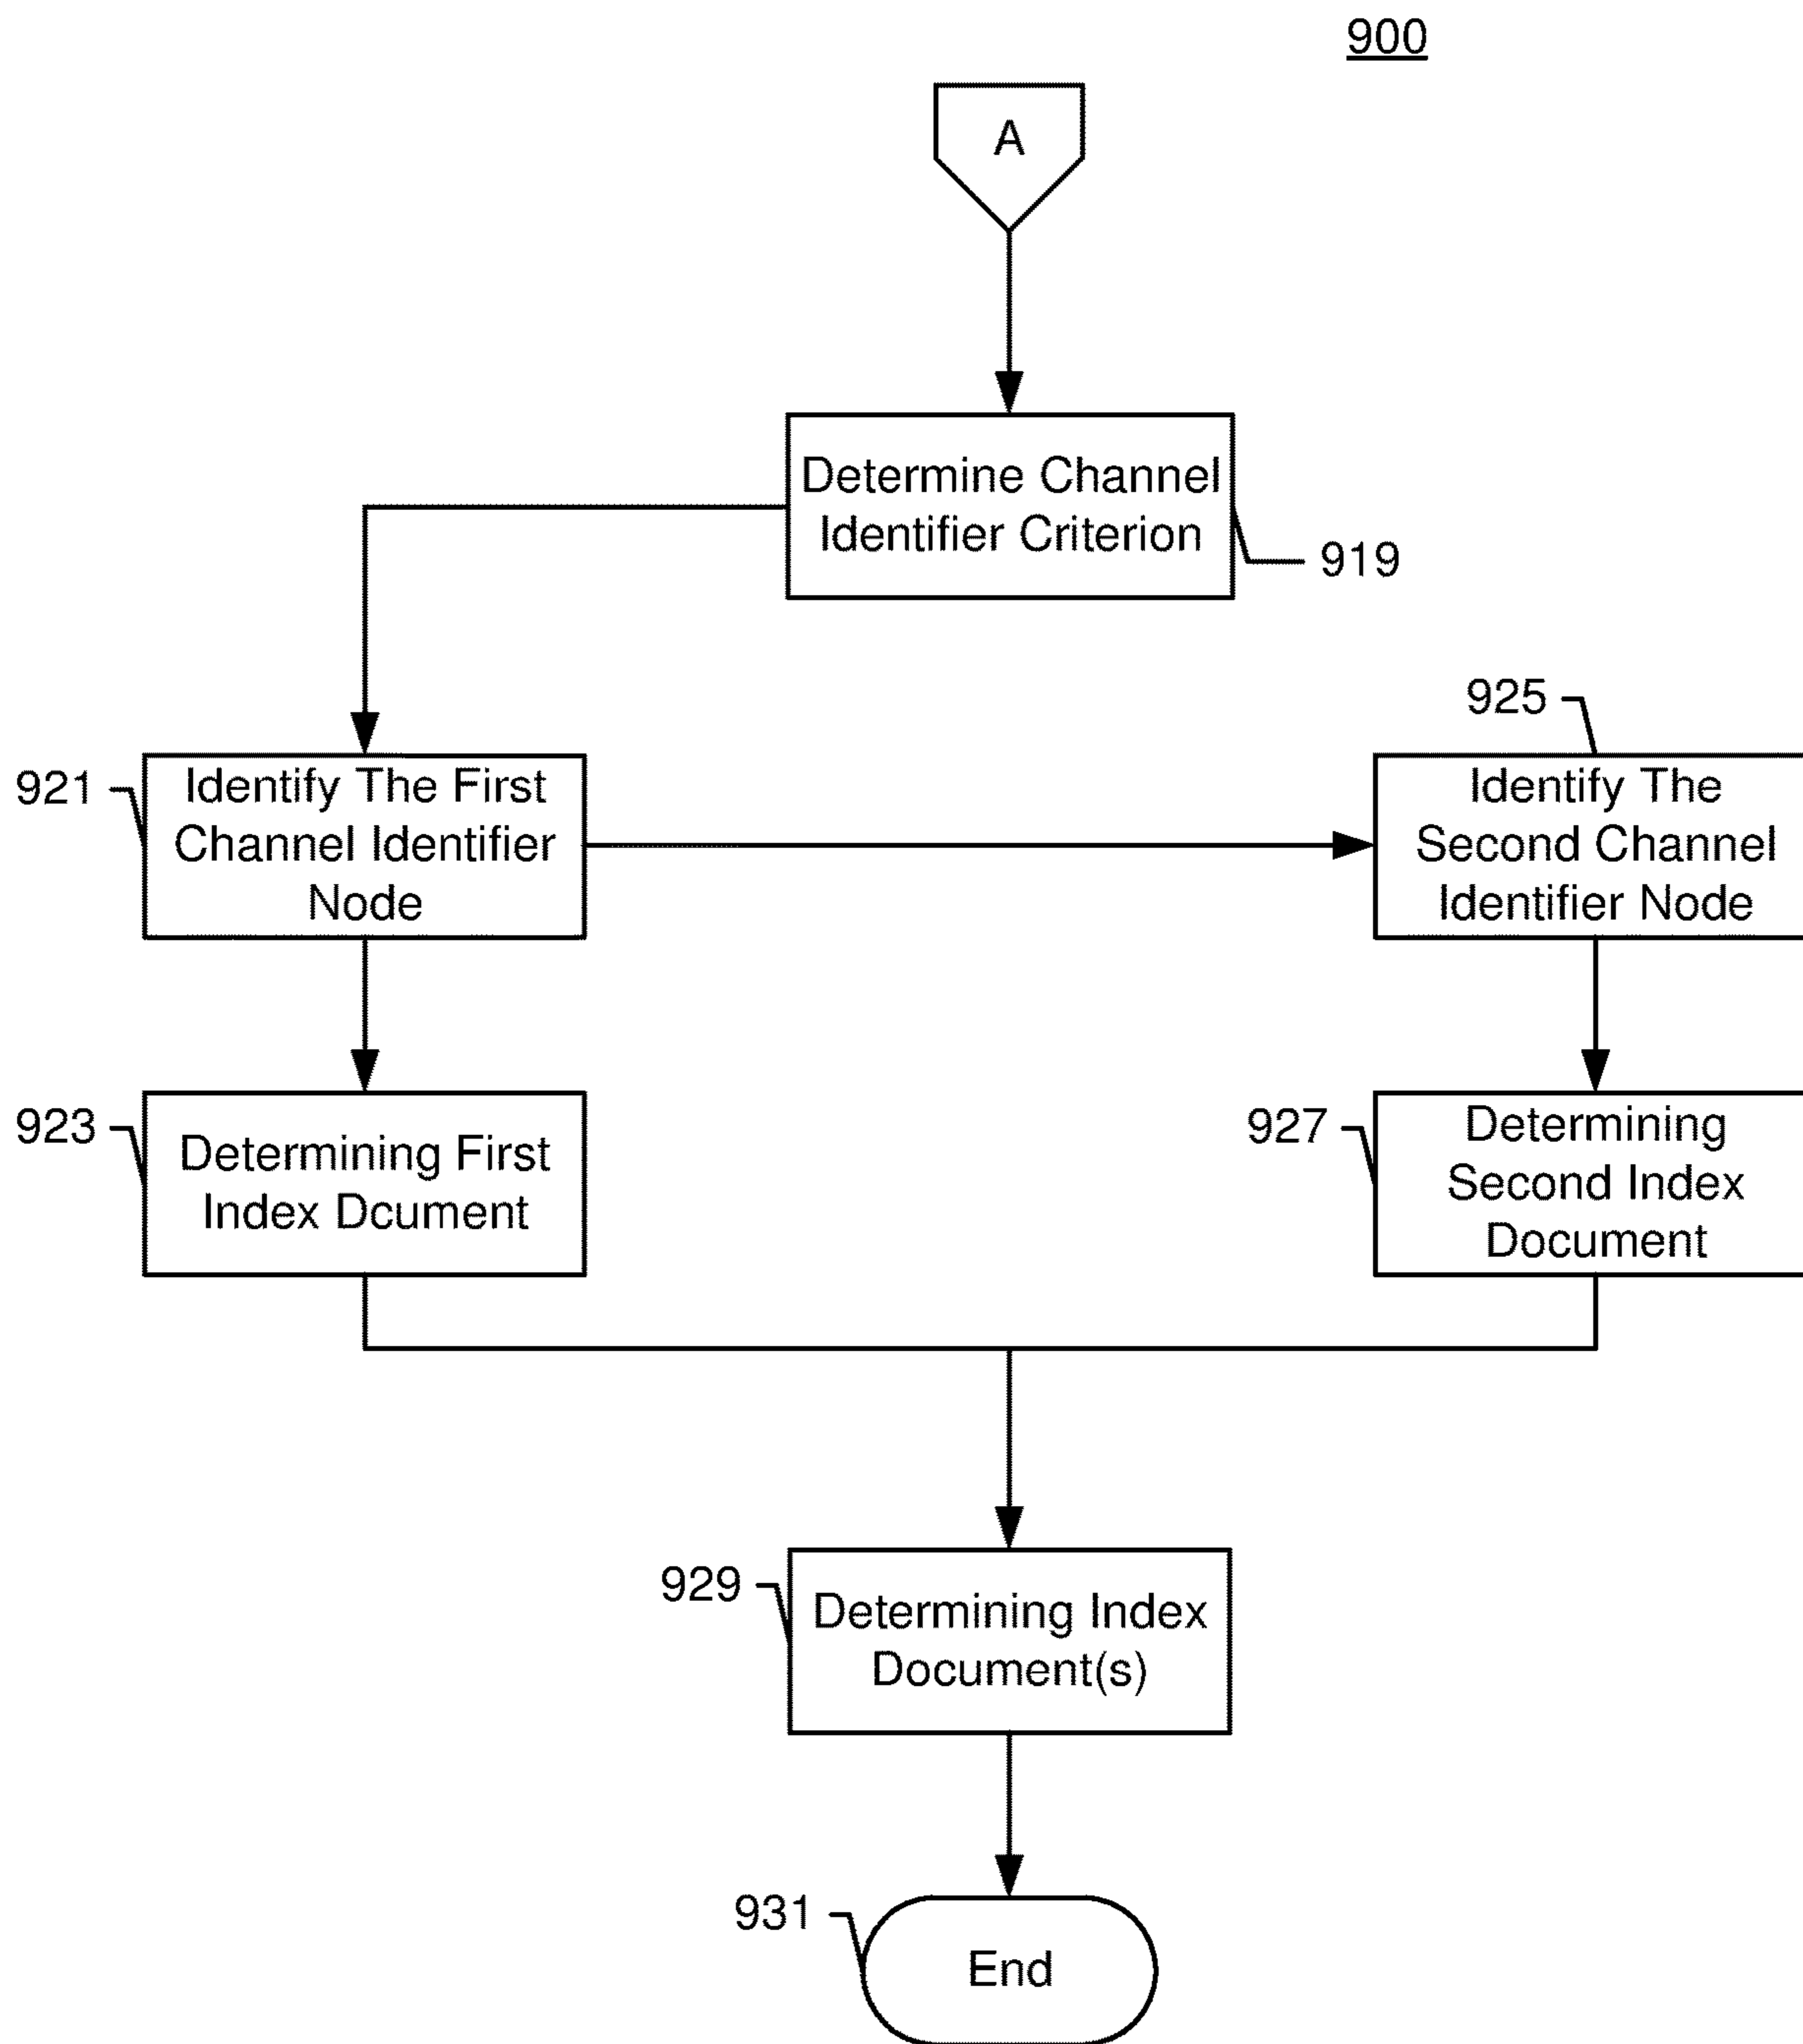 900
A
Determine Channel
Identifier Criterion
919
921
Identify The First
Channel Identifier
Node
925
Identify The
Second Channel
Identifier Node
923
Determining First
Index Dcument
927
Determining
Second Index
Document
929
Determining Index
Document(s)
931
End